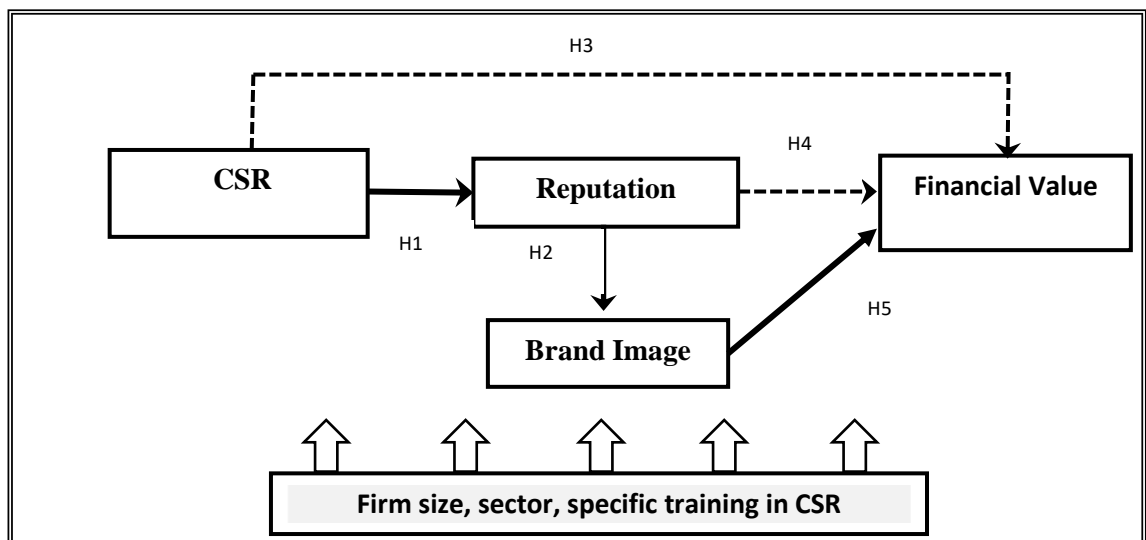 H3
H4
CSR
Reputation
Financial Value
H1
H2
H5
Brand Image
Firm size, sector, specific training in CSR